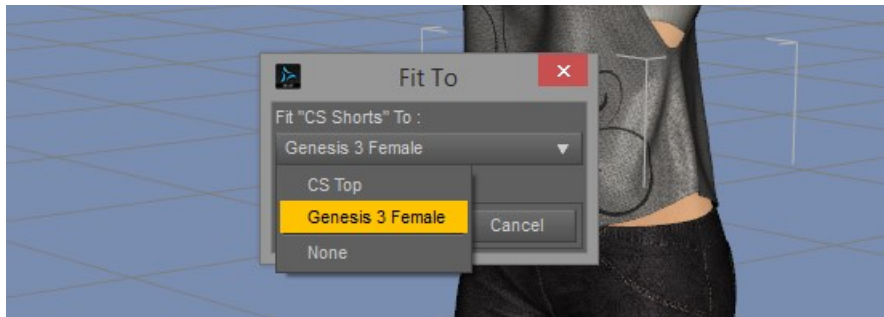 Fit To
Fit "CS Shorts" To :
Genesis 3 Female
CS Top
Genesis 3 Female
Cancel
None